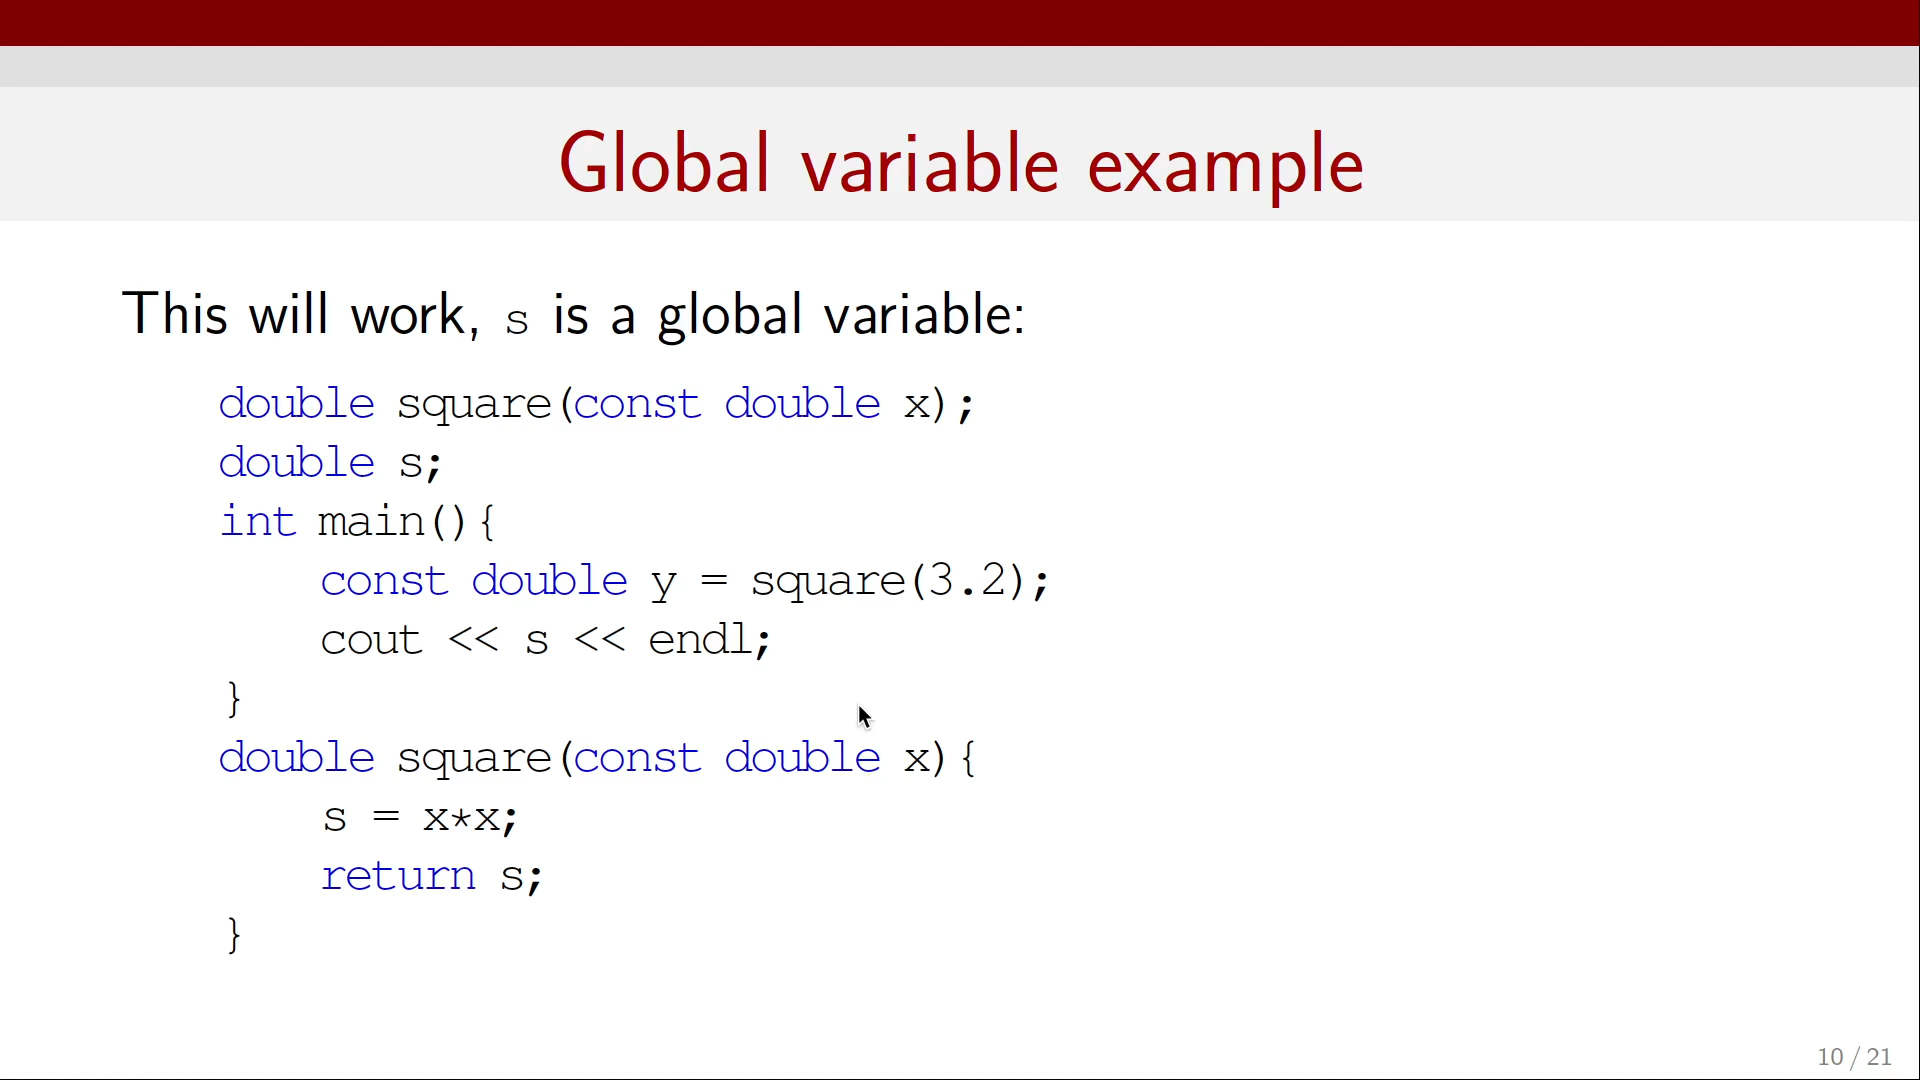 Global variable example
This will work, s is a global variable:
double square(const double x);
double s;
int main(){
    const double y = square(3.2);
    cout << s << endl;
}
double square(const double x){
    s = x*x;
    return s;
}
10 / 21